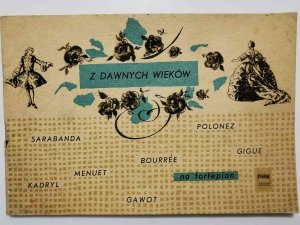 Z DAWNYCH WIEKÓW
SARABANDA
POLONEZ
MENUET
BOURRÉE
GIGUE
KADRYL
na fortepian
PWM
GAWOT